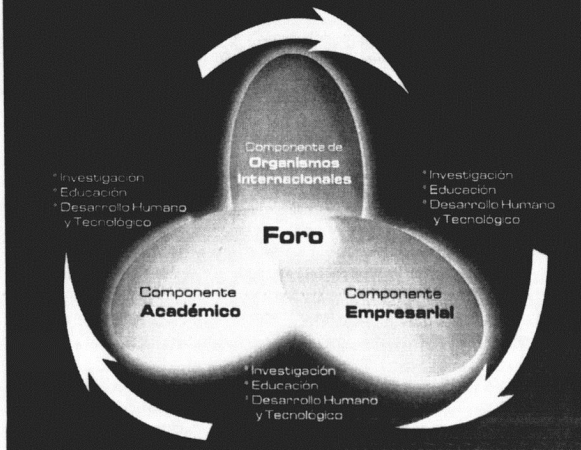 Componente de
Organismos
Internacionales
° Investigación
° Educación
° Desarrollo Humano
y Tecnológico
° Investigación
° Educación
° Desarrollo Humano
y Tecnológico
Foro
Componente
Académico
Componente
Empresarial
° Investigación
° Educación
° Desarrollo Humano
y Tecnológico